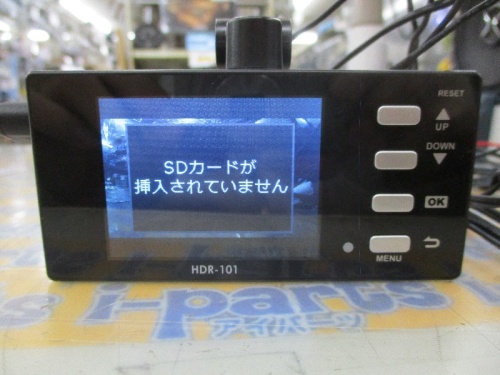 RESET
UP
DOWN
SDカードが
挿入されていません
OK
MENU
HDR-101
i-parts
アイパーツ